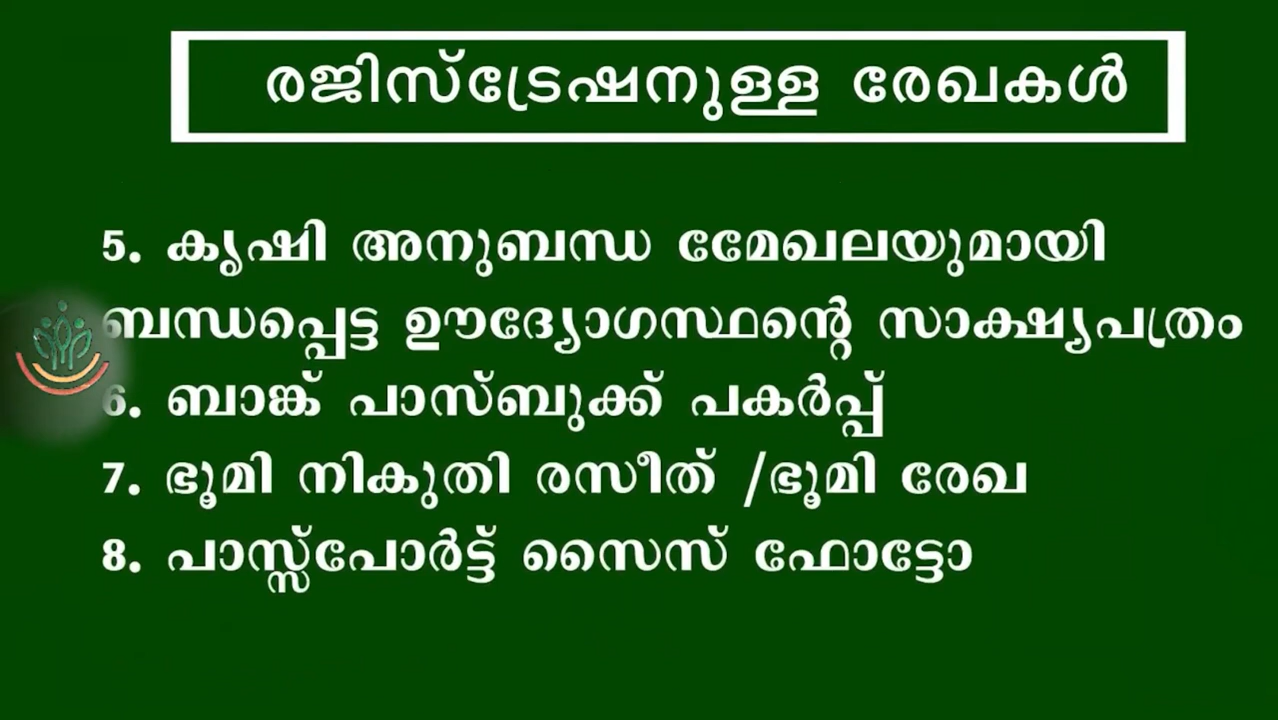 രജിസ്ട്രേഷനുള്ള രേഖകൾ
5. കൃഷി അനുബന്ധ മേേഖലയുമായി
ബന്ധപ്പെട്ട ഊദ്യോഗസ്ഥന്റെ സാക്ഷ്യപത്രം
6. ബാങ്ക് പാസ്ബുക്ക് പകർപ്പ്
7. ഭൂമി നികുതി രസീത് /ഭൂമി രേഖ
8. പാസ്സ്പോർട്ട് സൈസ് ഫോട്ടോ